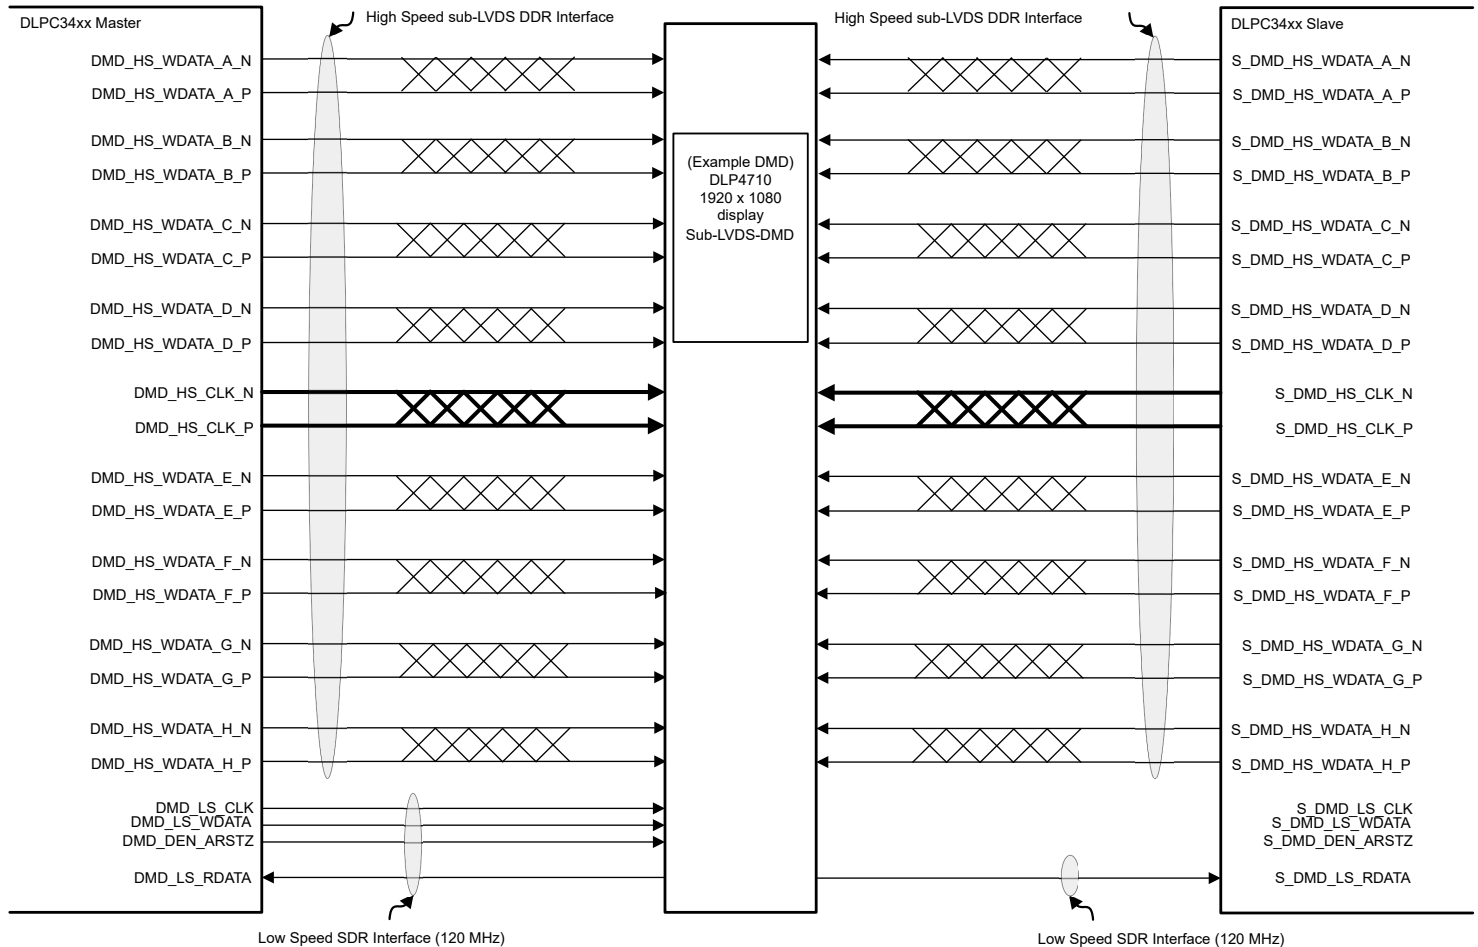 High Speed sub-LVDS DDR Interface
High Speed sub-LVDS DDR Interface
DLPC34xx Master
DLPC34xx Slave
DMD_HS_WDATA_A_N
DMD_HS_WDATA_A_P
DMD_HS_WDATA_B_N
DMD_HS_WDATA_B_P
DMD_HS_WDATA_C_N
DMD_HS_WDATA_C_P
DMD_HS_WDATA_D_N
DMD_HS_WDATA_D_P
DMD_HS_CLK_N
DMD_HS_CLK_P
DMD_HS_WDATA_E_N
DMD_HS_WDATA_E_P
DMD_HS_WDATA_F_N
DMD_HS_WDATA_F_P
DMD_HS_WDATA_G_N
DMD_HS_WDATA_G_P
DMD_HS_WDATA_H_N
DMD_HS_WDATA_H_P
DMD_LS_CLK
DMD_LS_WDATA
DMD_DEN_ARSTZ
DMD_LS_RDATA
Low Speed SDR Interface (120 MHz)
(Example DMD)
DLP4710
1920 x 1080
display
Sub-LVDS-DMD
S_DMD_HS_WDATA_A_N
S_DMD_HS_WDATA_A_P
S_DMD_HS_WDATA_B_N
S_DMD_HS_WDATA_B_P
S_DMD_HS_WDATA_C_N
S_DMD_HS_WDATA_C_P
S_DMD_HS_WDATA_D_N
S_DMD_HS_WDATA_D_P
S_DMD_HS_CLK_N
S_DMD_HS_CLK_P
S_DMD_HS_WDATA_E_N
S_DMD_HS_WDATA_E_P
S_DMD_HS_WDATA_F_N
S_DMD_HS_WDATA_F_P
S_DMD_HS_WDATA_G_N
S_DMD_HS_WDATA_G_P
S_DMD_HS_WDATA_H_N
S_DMD_HS_WDATA_H_P
S_DMD_LS_CLK
S_DMD_LS_WDATA
S_DMD_DEN_ARSTZ
S_DMD_LS_RDATA
Low Speed SDR Interface (120 MHz)